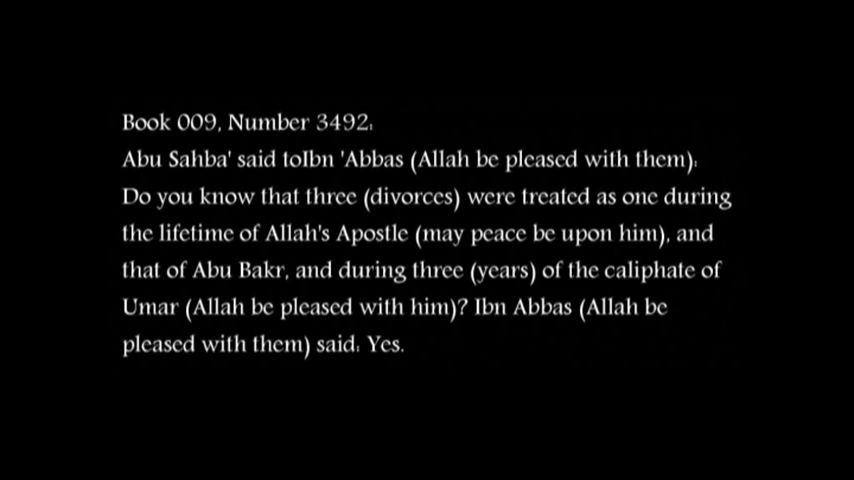 Book 009, Number 3492:
Abu Sahba' said toIbn 'Abbas (Allah be pleased with them):
Do you know that three (divorces) were treated as one during
the lifetime of Allah's Apostle (may peace be upon him), and
that of Abu Bakr, and during three (years) of the caliphate of
Umar (Allah be pleased with him)? Ibn Abbas (Allah be
pleased with them) said: Yes.